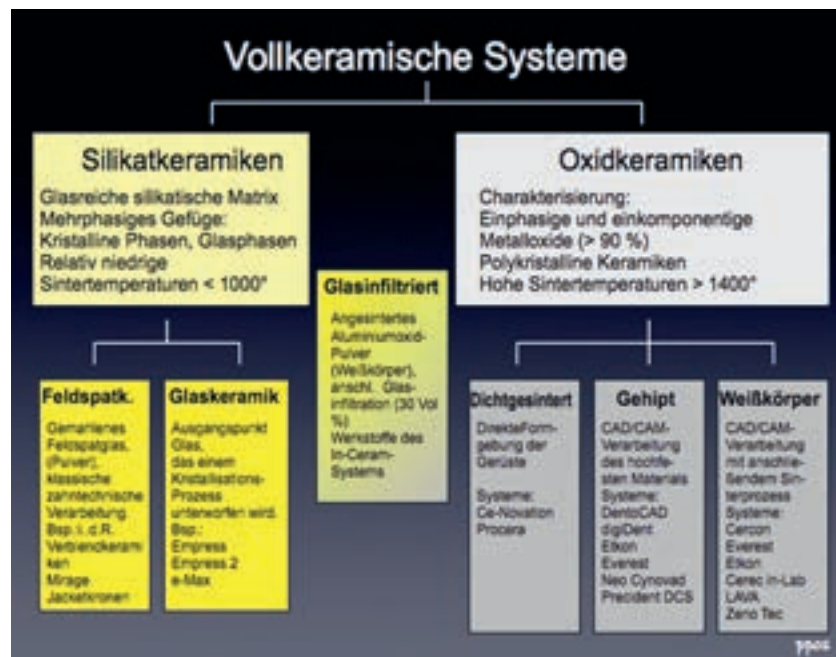 Vollkeramische Systeme
Silikatkeramiken
Glasreiche silikatische Matrix
Mehrphasiges Gefüge:
Kristalline Phasen, Glasphasen
Relativ niedrige
Sintertemperaturen < 1000°
Oxidkeramiken
Charakterisierung:
Einphasige und einkomponentige
Metalloxide (> 90 %)
Polykristalline Keramiken
Hohe Sintertemperaturen > 1400°
Glasinfiltriert
Angesintertes
Aluminiumoxid-
Pulver
(Weißkörper),
anschl. Glas-
infiltration (30 Vol
%)
Werkstoffe des
In-Ceram-
Systems
Feldspatk.
Gemahlenes
Feldspatglas,
(Pulver),
klassische
zahntechnische
Verarbeitung.
Bsp. i. d. R.
Verblendkerami
ken
Mirage
Jacketkronen
Glaskeramik
Ausgangspunkt
Glas,
das einem
Kristallisations-
Prozess
unterworfen wird.
Bsp.:
Empress
Empress 2
e-Max
Dichtgesintert
DirekteForm-
gebung der
Gerüste
Systeme:
Ce-Novation
Procera
Gehipt
CAD/CAM-
Verarbeitung
des hochfe-
sten Materials
Systeme:
DentoCAD
digiDent
Etkon
Everest
Neo Cynovad
Precident DCS
Weißkörper
CAD/CAM-
Verarbeitung
mit anschlie-
ßendem Sin-
terprozess
Systeme:
Cercon
Everest
Etkon
Cerec in-Lab
LAVA
Zeno Tec